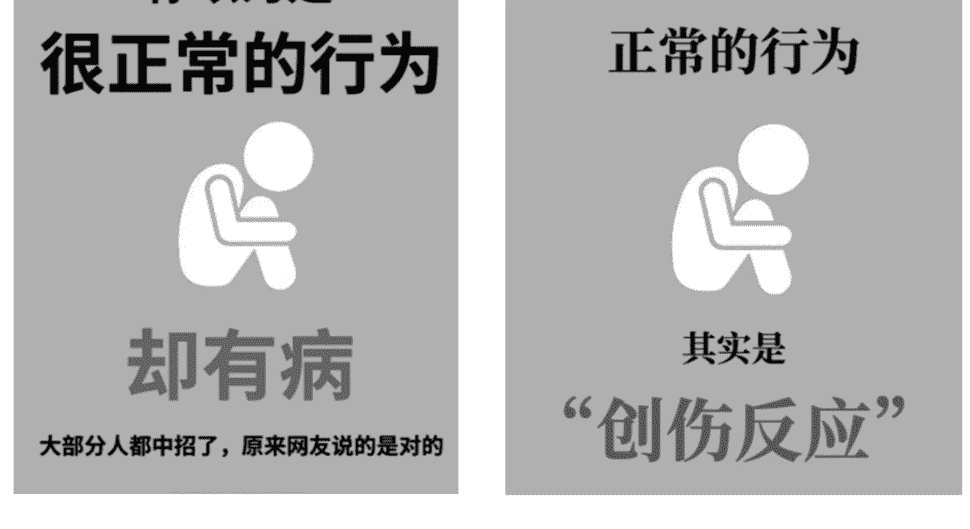 很正常的行为
却有病
大部分人都中招了，原来网友说的是对的
正常的行为
其实是
“创伤反应”